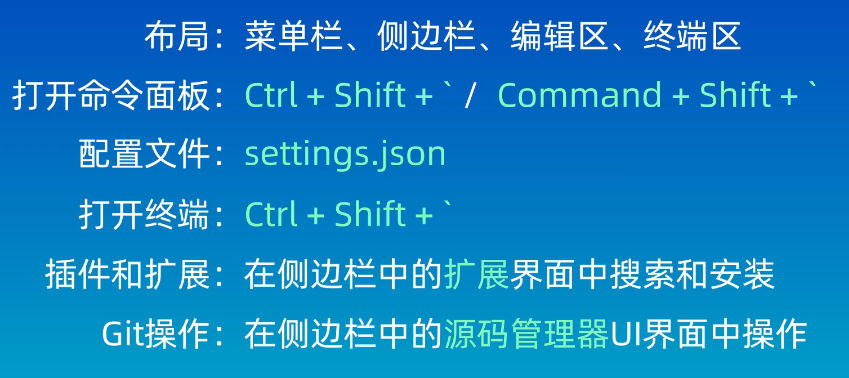 布局：菜单栏、侧边栏、编辑区、终端区
打开命令面板：Ctrl + Shift + ` / Command + Shift + `
配置文件：settings.json
打开终端：Ctrl + Shift + `
插件和扩展：在侧边栏中的扩展界面中搜索和安装
Git操作：在侧边栏中的源码管理器UI界面中操作